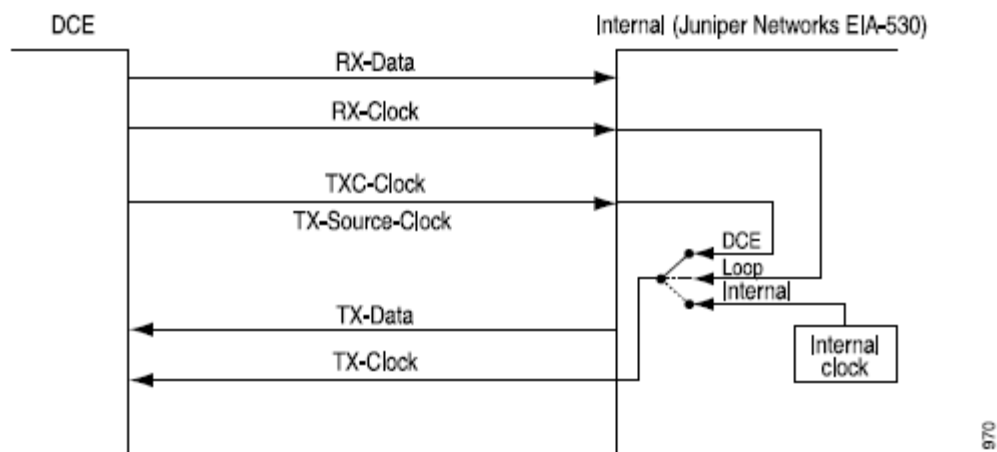 DCE
Internal (Juniper Networks EIA-530)
RX-Data
RX-Clock
TXC-Clock
TX-Source-Clock
DCE
Loop
Internal
TX-Data
TX-Clock
Internal
clock
970